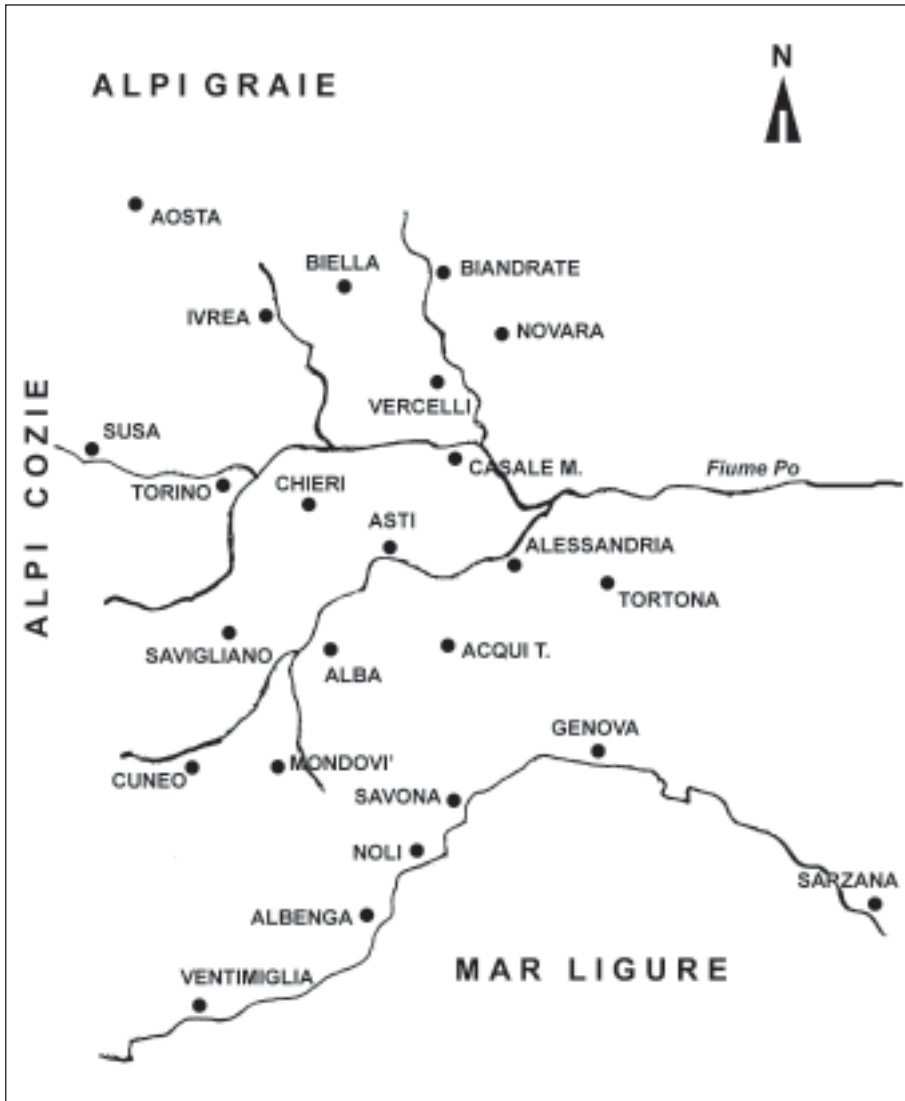 ALPI GRAIE
N
AOSTA
BIELLA
BIANDRATE
IVREA
NOVARA
VERCELLI
ALPI COZIE
SUSA
CASALE M.
Fiume Po
TORINO
CHIERI
ASTI
ALESSANDRIA
TORTONA
SAVIGLIANO
ALBA
ACQUI T.
GENOVA
CUNEO
MONDOVI'
SAVONA
NOLI
SARZANA
ALBENGA
MAR LIGURE
VENTIMIGLIA